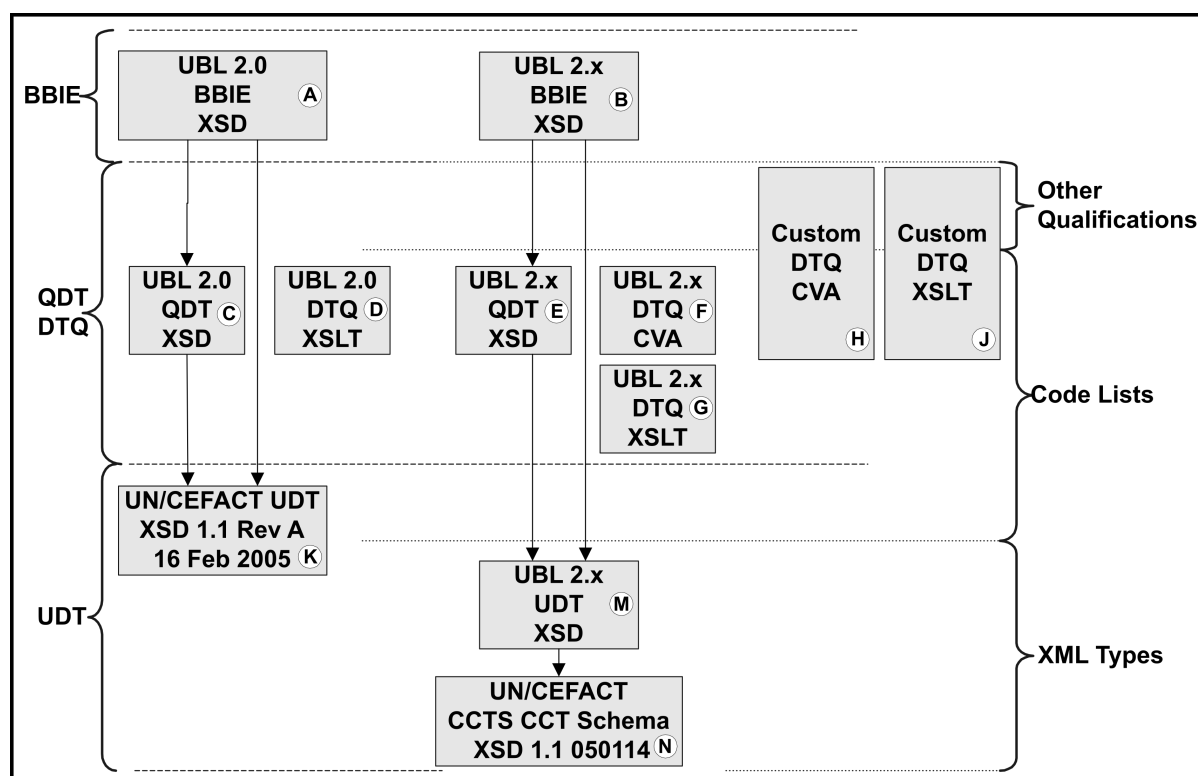 BBIE
UBL 2.0
BBIE
XSD
A
UBL 2.x
BBIE
XSD
B
QDT
DTQ
UBL 2.0
QDT
XSD
C
UBL 2.0
DTQ
XSLT
D
UBL 2.x
QDT
XSD
E
UBL 2.x
DTQ
CVA
F
UBL 2.x
DTQ
XSLT
G
Custom
DTQ
CVA
H
Custom
DTQ
XSLT
J
Other
Qualifications
Code Lists
UDT
UN/CEFACT UDT
XSD 1.1 Rev A
16 Feb 2005
K
UBL 2.x
UDT
XSD
M
UN/CEFACT
CCTS CCT Schema
XSD 1.1 050114
N
XML Types